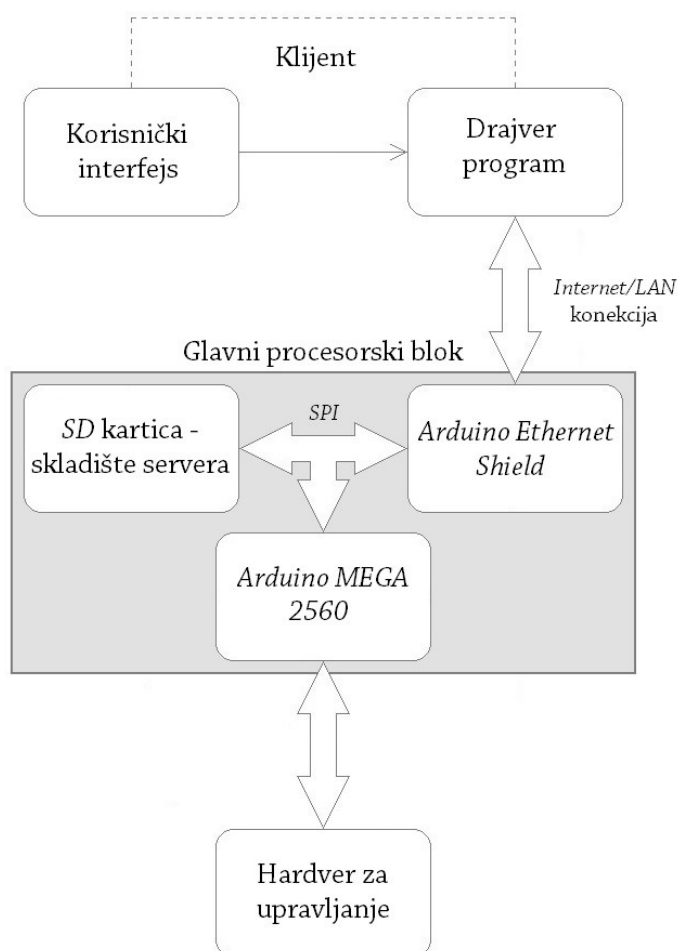 Klijent
Korisnički
interfejs
Drajver
program
Internet/LAN
konekcija
Glavni procesorski blok
SD kartica -
skladište servera
SPI
Arduino Ethernet
Shield
Arduino MEGA
2560
Hardver za
upravljanje